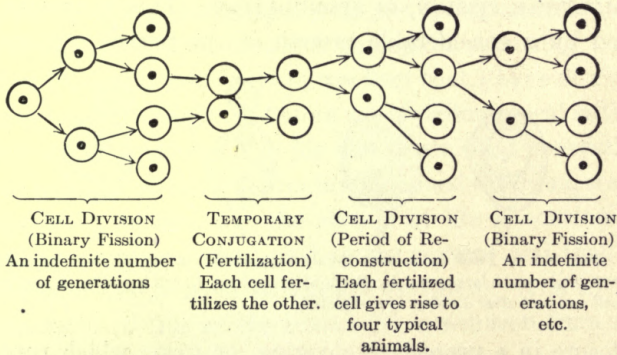 CELL DIVISION
(Binary Fission)
An indefinite number
of generations
TEMPORARY
CONJUGATION
(Fertilization)
Each cell fer-
tilizes the other.
CELL DIVISION
(Period of Re-
construction)
Each fertilized
cell gives rise to
four typical
animals.
CELL DIVISION
(Binary Fission)
An indefinite
number of gen-
erations,
etc.